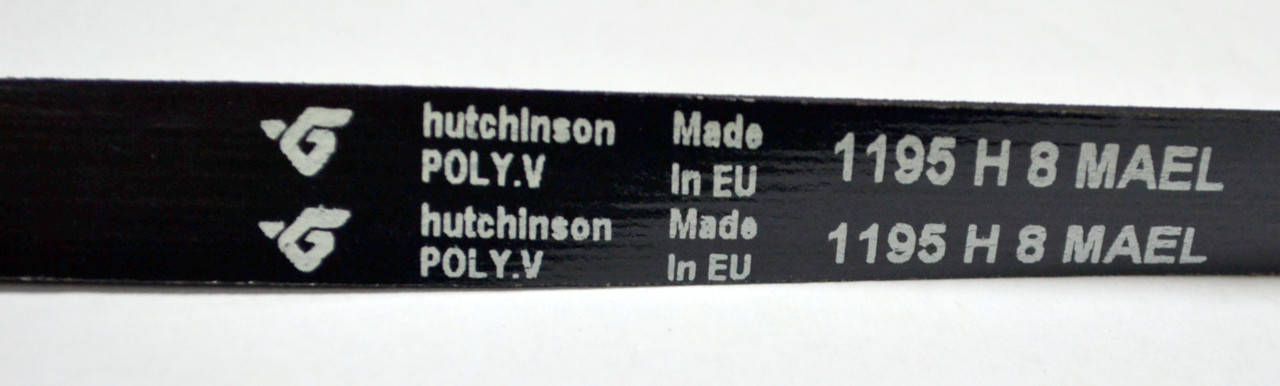 hutchinson Made 1195 H 8 MAEL
POLY.V In EU
hutchinson Made 1195 H 8 MAEL
POLY.V In EU